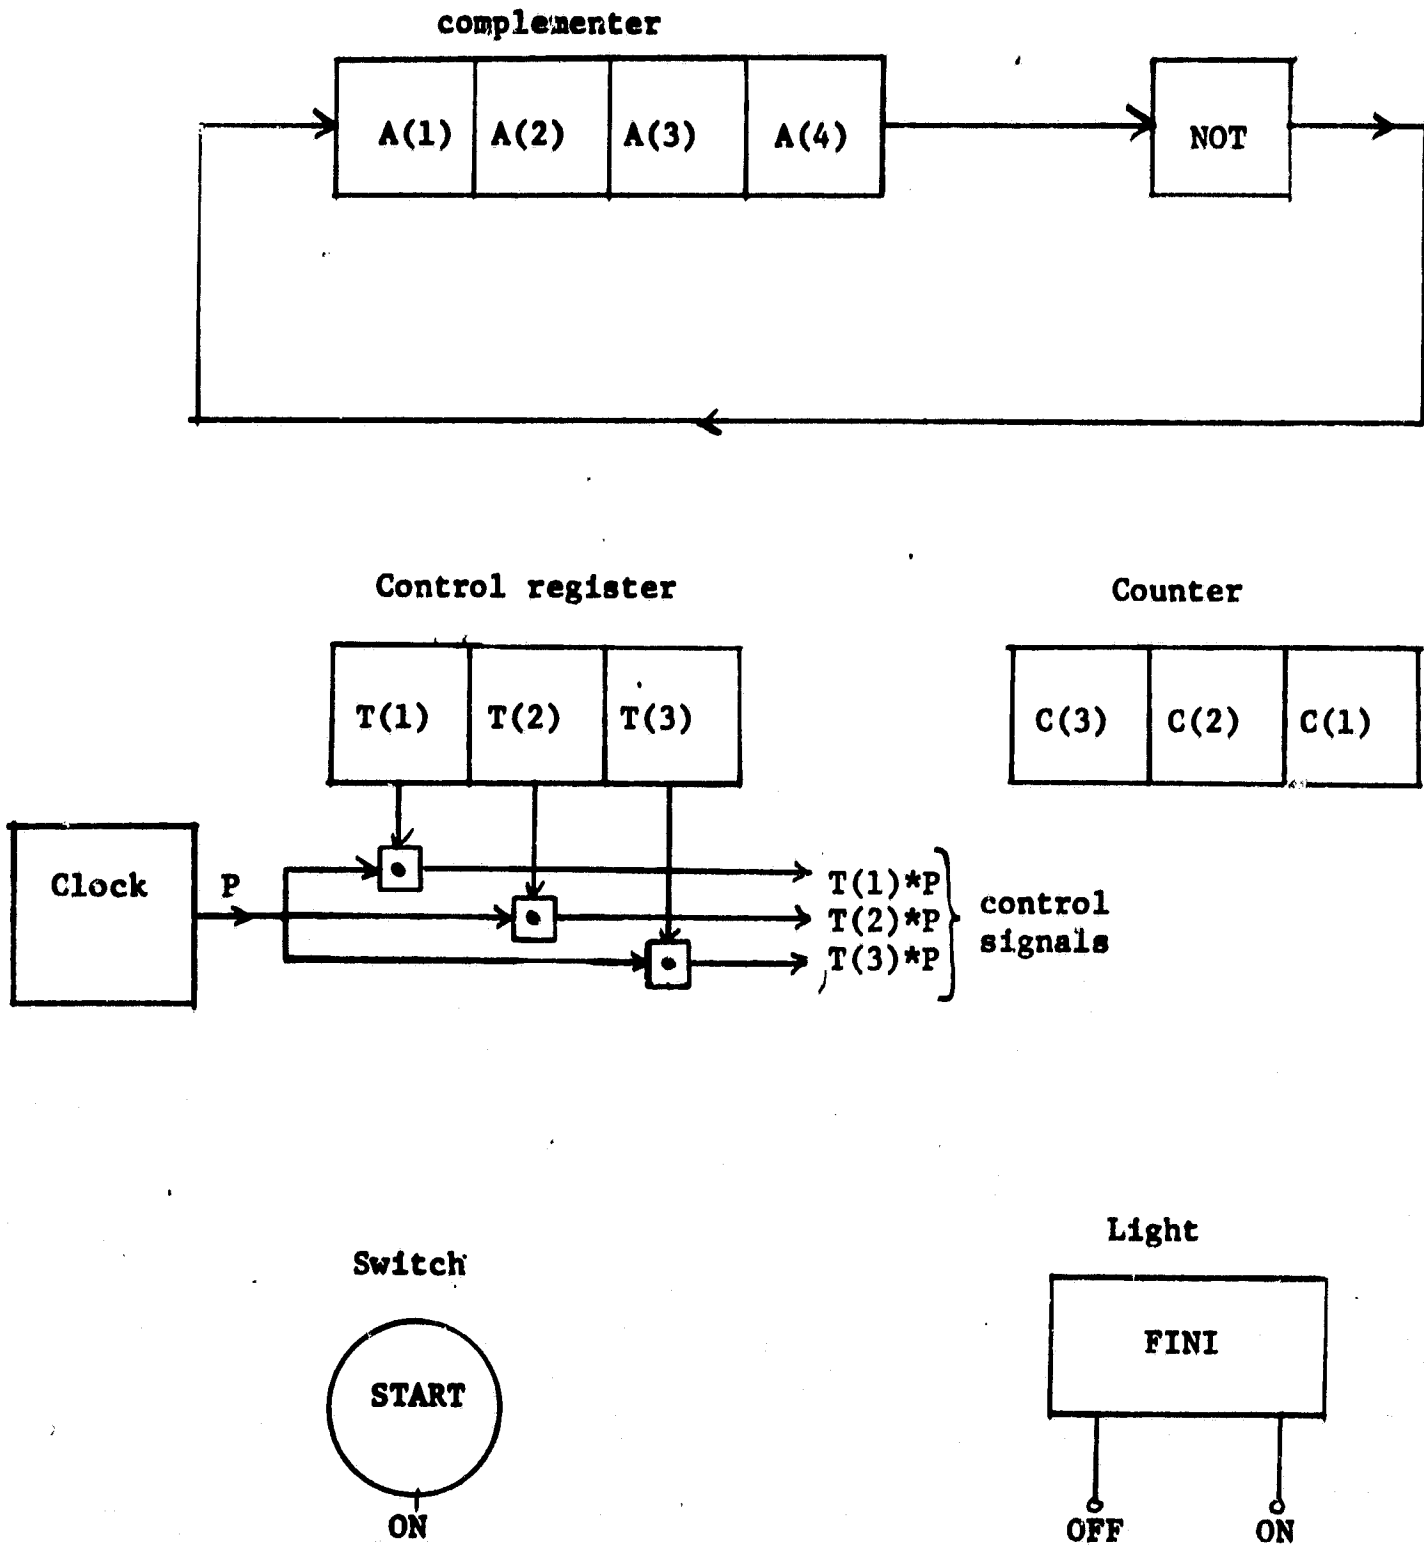 complementer
A(1) A(2) A(3) A(4) NOT
Control register
Counter
T(1) T(2) T(3)
C(3) C(2) C(1)
Clock
P
T(1)*P
T(2)*P
T(3)*P
control
signals
Switch
START
ON
Light
FINI
OFF ON